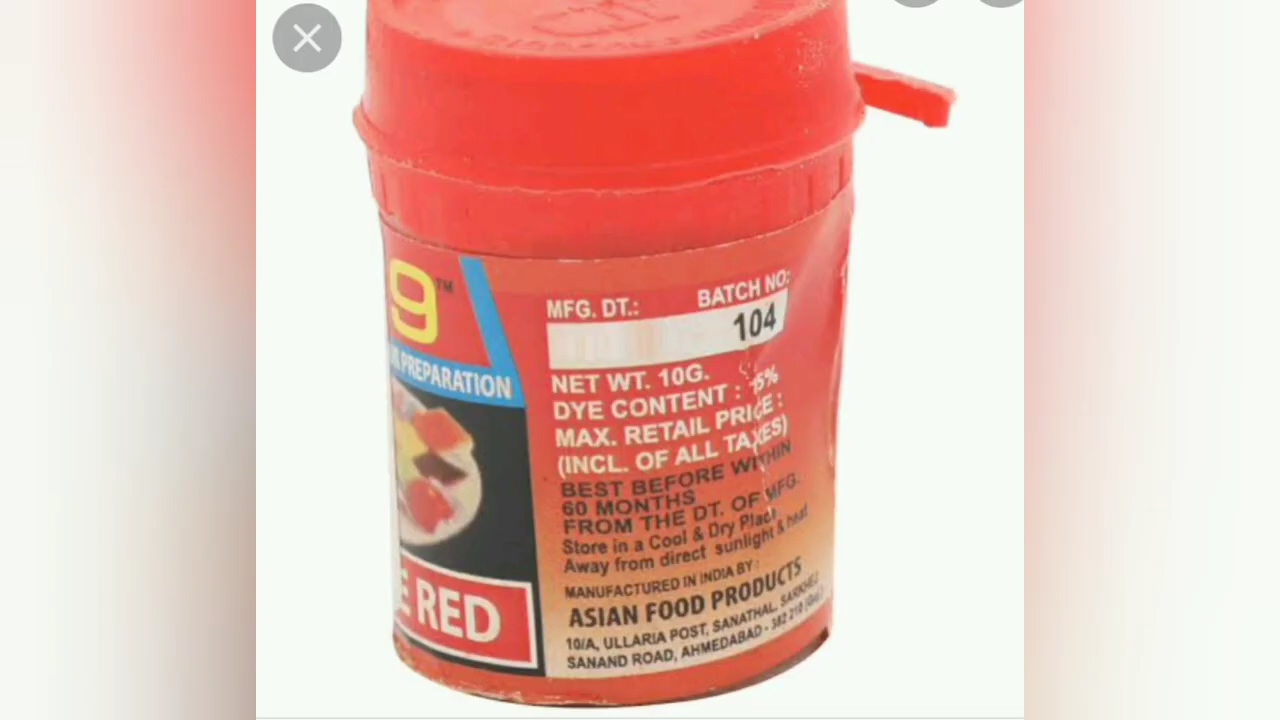 9™
PREPARATION
E RED
MFG. DT.: BATCH NO:
104
NET WT. 10G.
DYE CONTENT : 15%
MAX. RETAIL PRICE :
(INCL. OF ALL TAXES)
BEST BEFORE WITHIN
60 MONTHS
FROM THE DT. OF MFG.
Store in a Cool & Dry Place
Away from direct sunlight & heat
MANUFACTURED IN INDIA BY :
ASIAN FOOD PRODUCTS
10/A, ULLARIA POST, SANATHAL, SARKHEJ
SANAND ROAD, AHMEDABAD - 382 210 (Guj.)